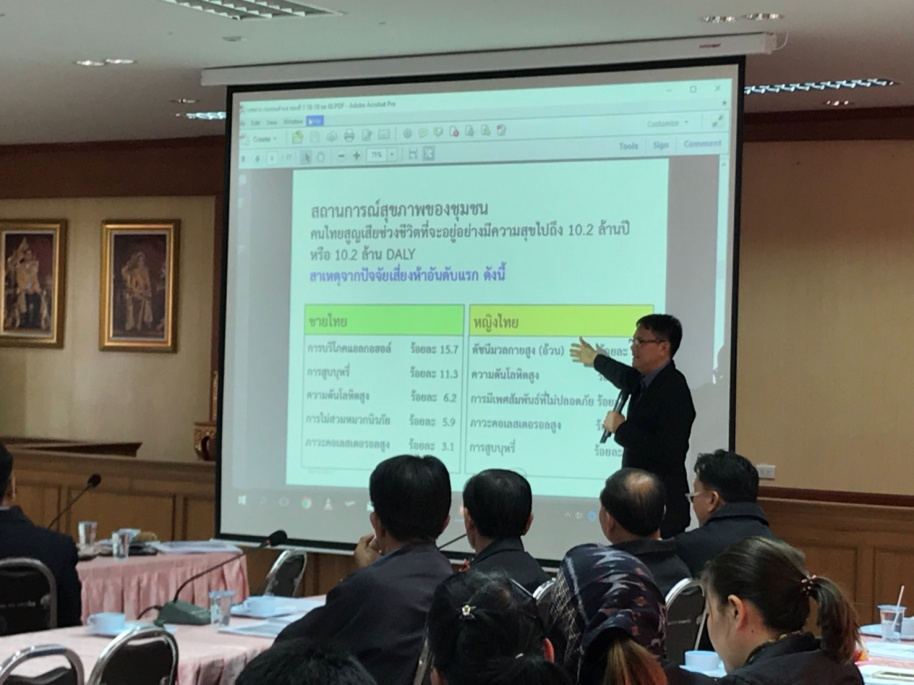 Adobe Acrobat Pro
Edit View Window
Create
Customize
75%
Tools Sign Comment
สถานการณ์สุขภาพของชุมชน
คนไทยสูญเสียช่วงชีวิตที่จะอยู่อย่างมีความสุขไปถึง 10.2 ล้านปี
หรือ 10.2 ล้าน DALY
สาเหตุจากปัจจัยเสี่ยงห้าอันดับแรก ดังนี้
ชายไทย
การบริโภคแอลกอฮอล์ ร้อยละ 15.7
การสูบบุหรี่ ร้อยละ 11.3
ความดันโลหิตสูง ร้อยละ 6.2
การไม่สวมหมวกนิรภัย ร้อยละ 5.9
ภาวะคอเลสเตอรอลสูง ร้อยละ 3.1
หญิงไทย
ดัชนีมวลกายสูง (อ้วน)
ความดันโลหิตสูง
การมีเพศสัมพันธ์ที่ไม่ปลอดภัย
ภาวะคอเลสเตอรอลสูง
การสูบบุหรี่ ร้อยละ